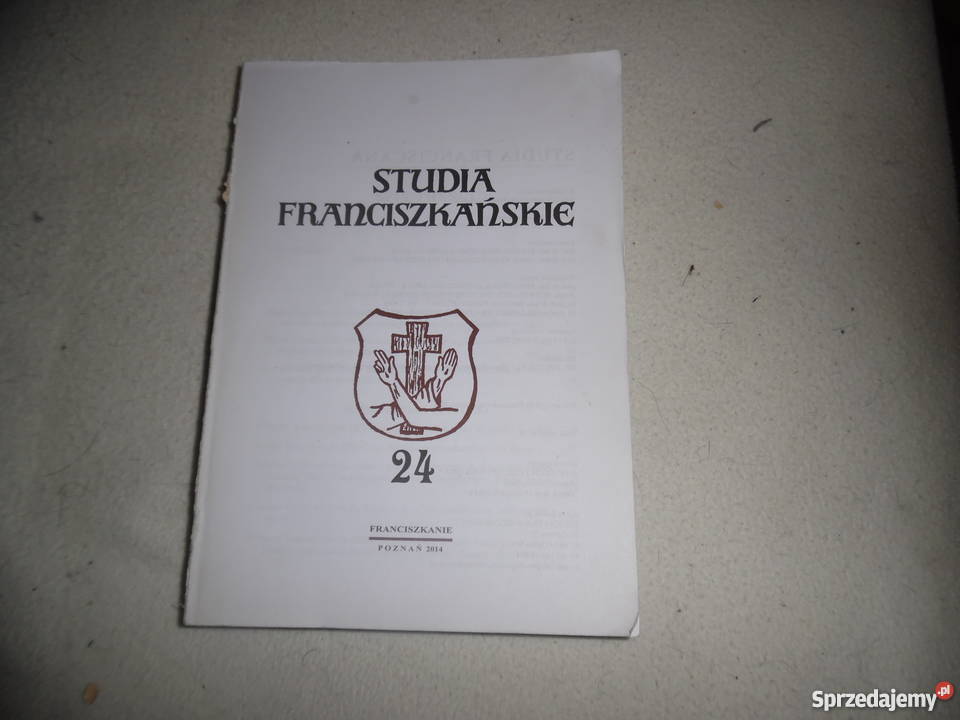 STUDIA
FRANCISZKAŃSKIE
24
FRANCISZKANIE
POZNAŃ 2014
Sprzedajemy.pl